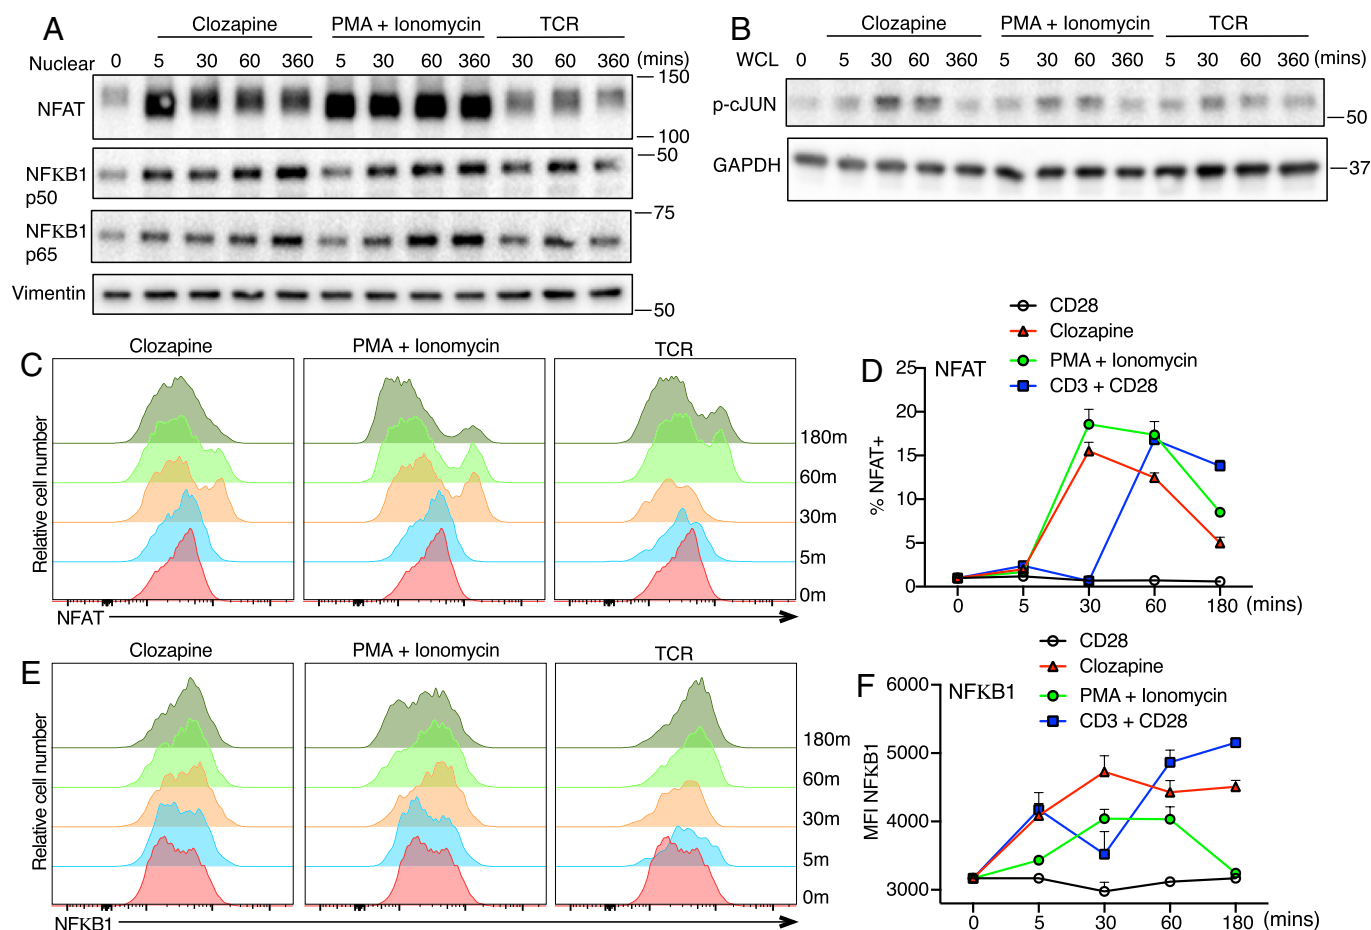 A
Clozapine PMA + Ionomycin TCR
Nuclear 0 5 30 60 360 5 30 60 360 30 60 360 (mins)
NFAT
150
100
NFκB1
p50
50
NFκB1
p65
75
Vimentin
50
B
Clozapine PMA + Ionomycin TCR
WCL 0 5 30 60 360 5 30 60 360 5 30 60 360 (mins)
p-cJUN
50
GAPDH
37
C
Clozapine PMA + Ionomycin TCR
Relative cell number
180m
60m
30m
5m
0m
NFAT
D
CD28
Clozapine
PMA + Ionomycin
CD3 + CD28
NFAT
% NFAT+
25
20
15
10
5
0
0 5 30 60 180 (mins)
E
Clozapine PMA + Ionomycin TCR
Relative cell number
180m
60m
30m
5m
0m
NFKB1
F
CD28
Clozapine
PMA + Ionomycin
CD3 + CD28
NFKB1
MFI NFKB1
6000
5000
4000
3000
0 5 30 60 180 (mins)